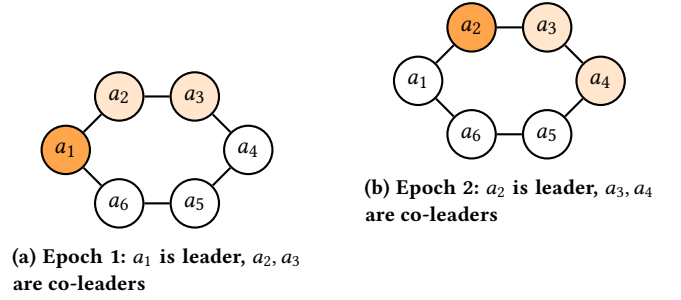 a₂ a₃
a₁ a₄
a₆ a₅
(a) Epoch 1: a₁ is leader, a₂, a₃
are co-leaders
a₂ a₃
a₁ a₄
a₆ a₅
(b) Epoch 2: a₂ is leader, a₃, a₄
are co-leaders